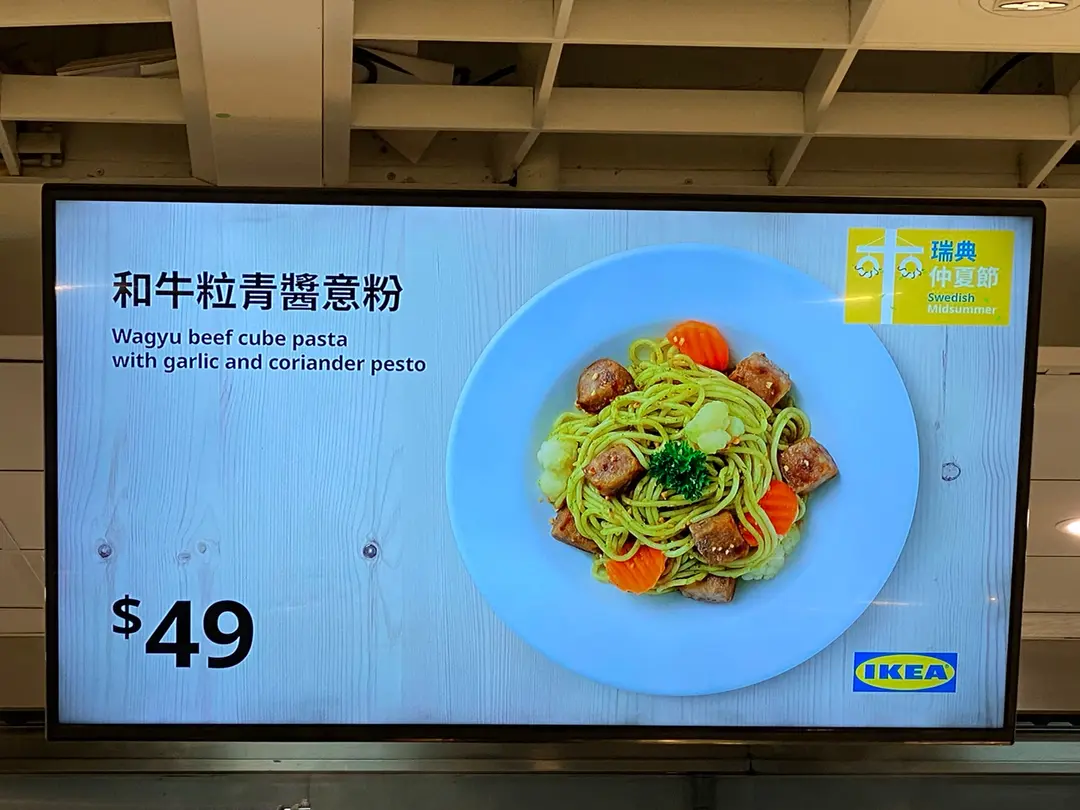 和牛粒青醬意粉
Wagyu beef cube pasta
with garlic and coriander pesto
$49
瑞典
仲夏節
Swedish
Midsummer
IKEA